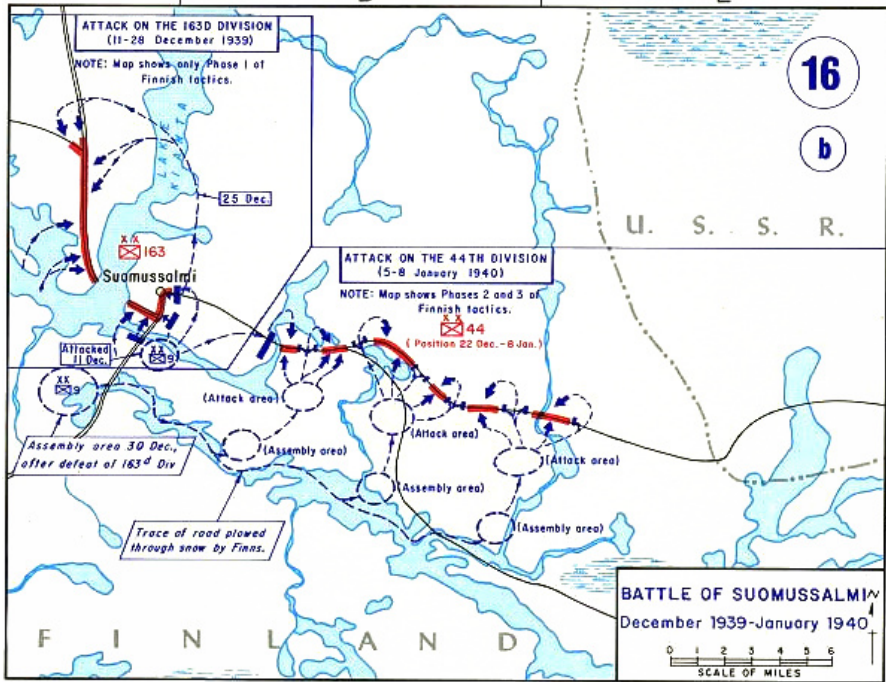 ATTACK ON THE 163D DIVISION
(11-28 December 1939)
NOTE: Map shows only Phase 1 of
Finnish tactics.
16
b
LAKE
KIANTA
25 Dec.
U. S. S. R.
XX
163
Suomussalmi
ATTACK ON THE 44TH DIVISION
(5-8 January 1940)
NOTE: Map shows Phases 2 and 3 of
Finnish tactics.
XX
44
(Position 22 Dec.-8 Jan.)
Attacked
11 Dec.
XX
9
XX
9
(Attack area)
(Attack area)
(Attack area)
Assembly area 30 Dec.,
after defeat of 163d Div
(Assembly area)
(Assembly area)
(Assembly area)
Trace of road plowed
through snow by Finns.
FINLAND
BATTLE OF SUOMUSSALMI
December 1939-January 1940
N
0 1 2 3 4 5 6
SCALE OF MILES